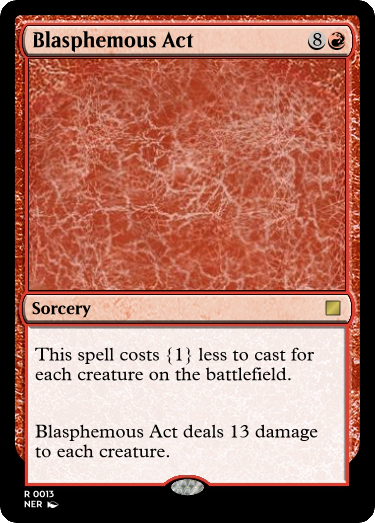 Blasphemous Act 8
Sorcery
This spell costs {1} less to cast for
each creature on the battlefield.
Blasphemous Act deals 13 damage
to each creature.
R 0013
NER